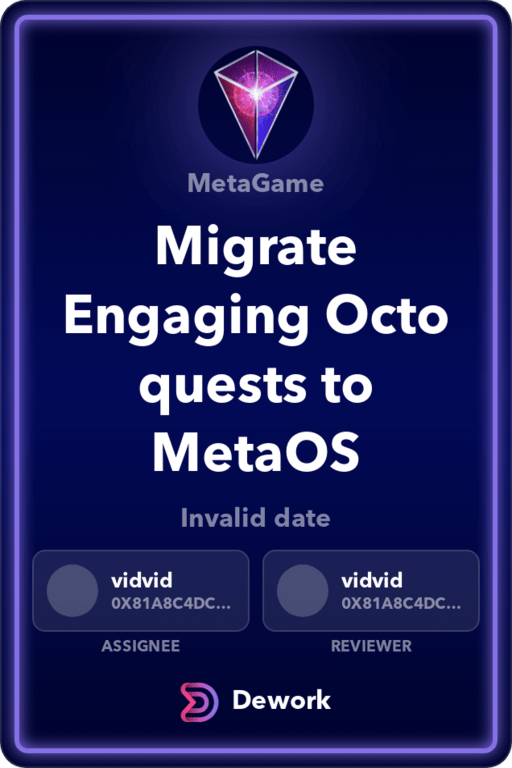 MetaGame
Migrate
Engaging Octo
quests to
MetaOS
Invalid date
vidvid
0X81A8C4DC...
ASSIGNEE
vidvid
0X81A8C4DC...
REVIEWER
Dework